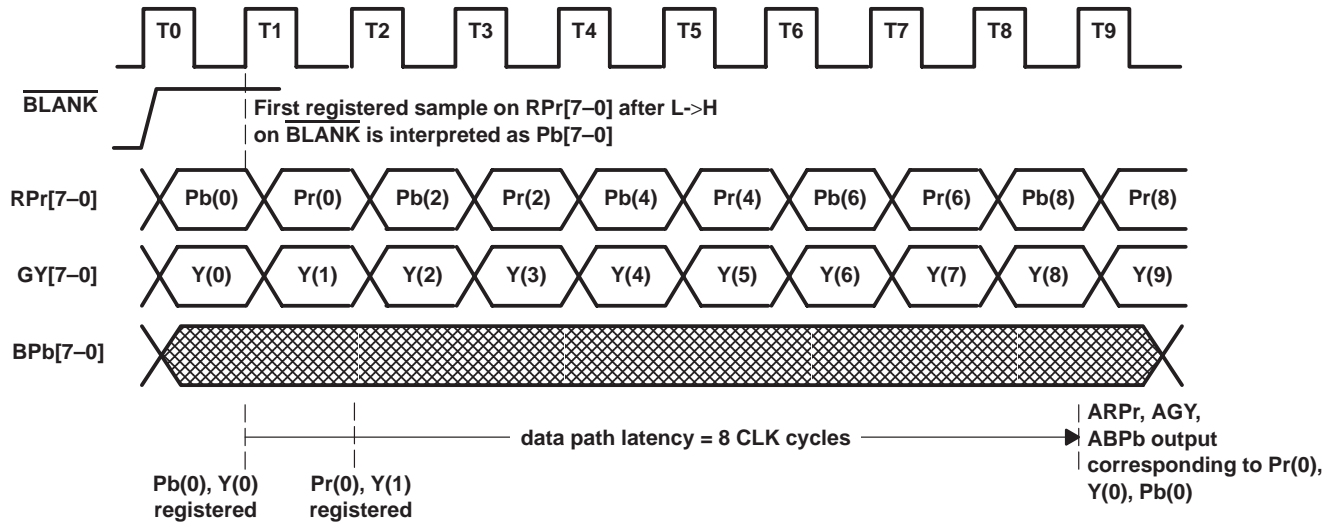 T0 T1 T2 T3 T4 T5 T6 T7 T8 T9
BLANK
First registered sample on RPr[7–0] after L->H
on BLANK is interpreted as Pb[7–0]
RPr[7–0] Pb(0) Pr(0) Pb(2) Pr(2) Pb(4) Pr(4) Pb(6) Pr(6) Pb(8) Pr(8)
GY[7–0] Y(0) Y(1) Y(2) Y(3) Y(4) Y(5) Y(6) Y(7) Y(8) Y(9)
BPb[7–0]
data path latency = 8 CLK cycles
ARPr, AGY,
ABPb output
corresponding to Pr(0),
Y(0), Pb(0)
Pb(0), Y(0)
registered
Pr(0), Y(1)
registered